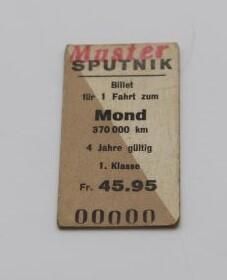 Muster
SPUTNIK
Billet
für 1 Fahrt zum
Mond
370 000 km
4 Jahre gültig
1. Klasse
Fr. 45.95
00000